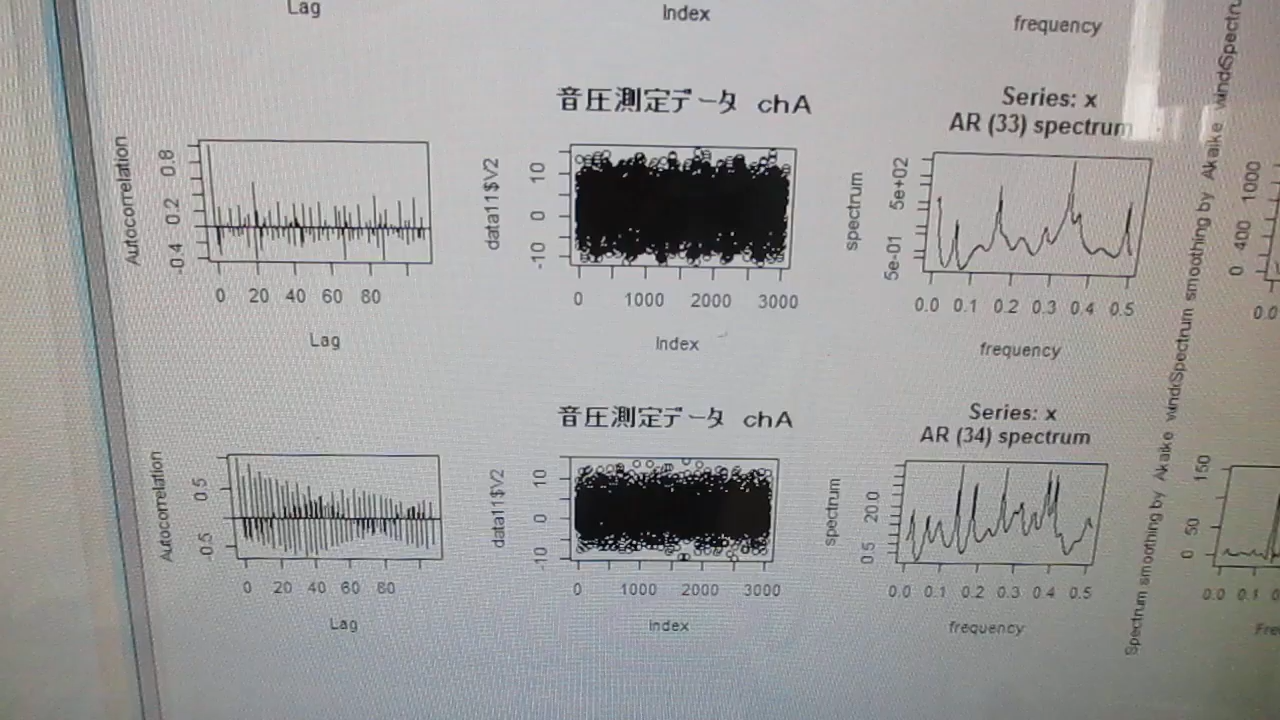 Lag
Index
frequency
音圧測定データ chA
Series: x
AR (33) spectrum
Autocorrelation
-0.4 0.2 0.8
0 20 40 60 80
Lag
data11$V2
-10 0 10
0 1000 2000 3000
Index
spectrum
5e-01 5e+02
0.0 0.1 0.2 0.3 0.4 0.5
frequency
Spectrum smoothing by Akaike
0 400 1000
0.0
音圧測定データ chA
Series: x
AR (34) spectrum
Autocorrelation
-0.5 0.5
0 20 40 60 80
Lag
data11$V2
-10 0 10
0 1000 2000 3000
Index
spectrum
0.5 20.0
0.0 0.1 0.2 0.3 0.4 0.5
frequency
Spectrum smoothing by Akaike
0 50 150
0.0 0.1